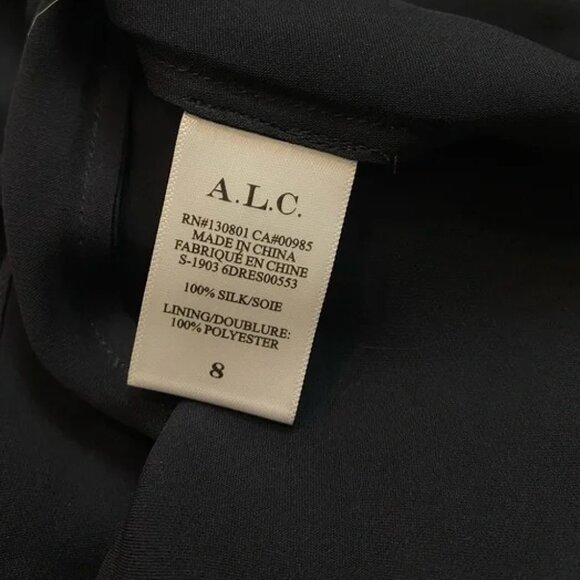 A.L.C.
RN#130801 CA#00985
MADE IN CHINA
FABRIQUÉ EN CHINE
S-1903 6DRES00553
100% SILK/SOIE
LINING/DOUBLURE:
100% POLYESTER
8